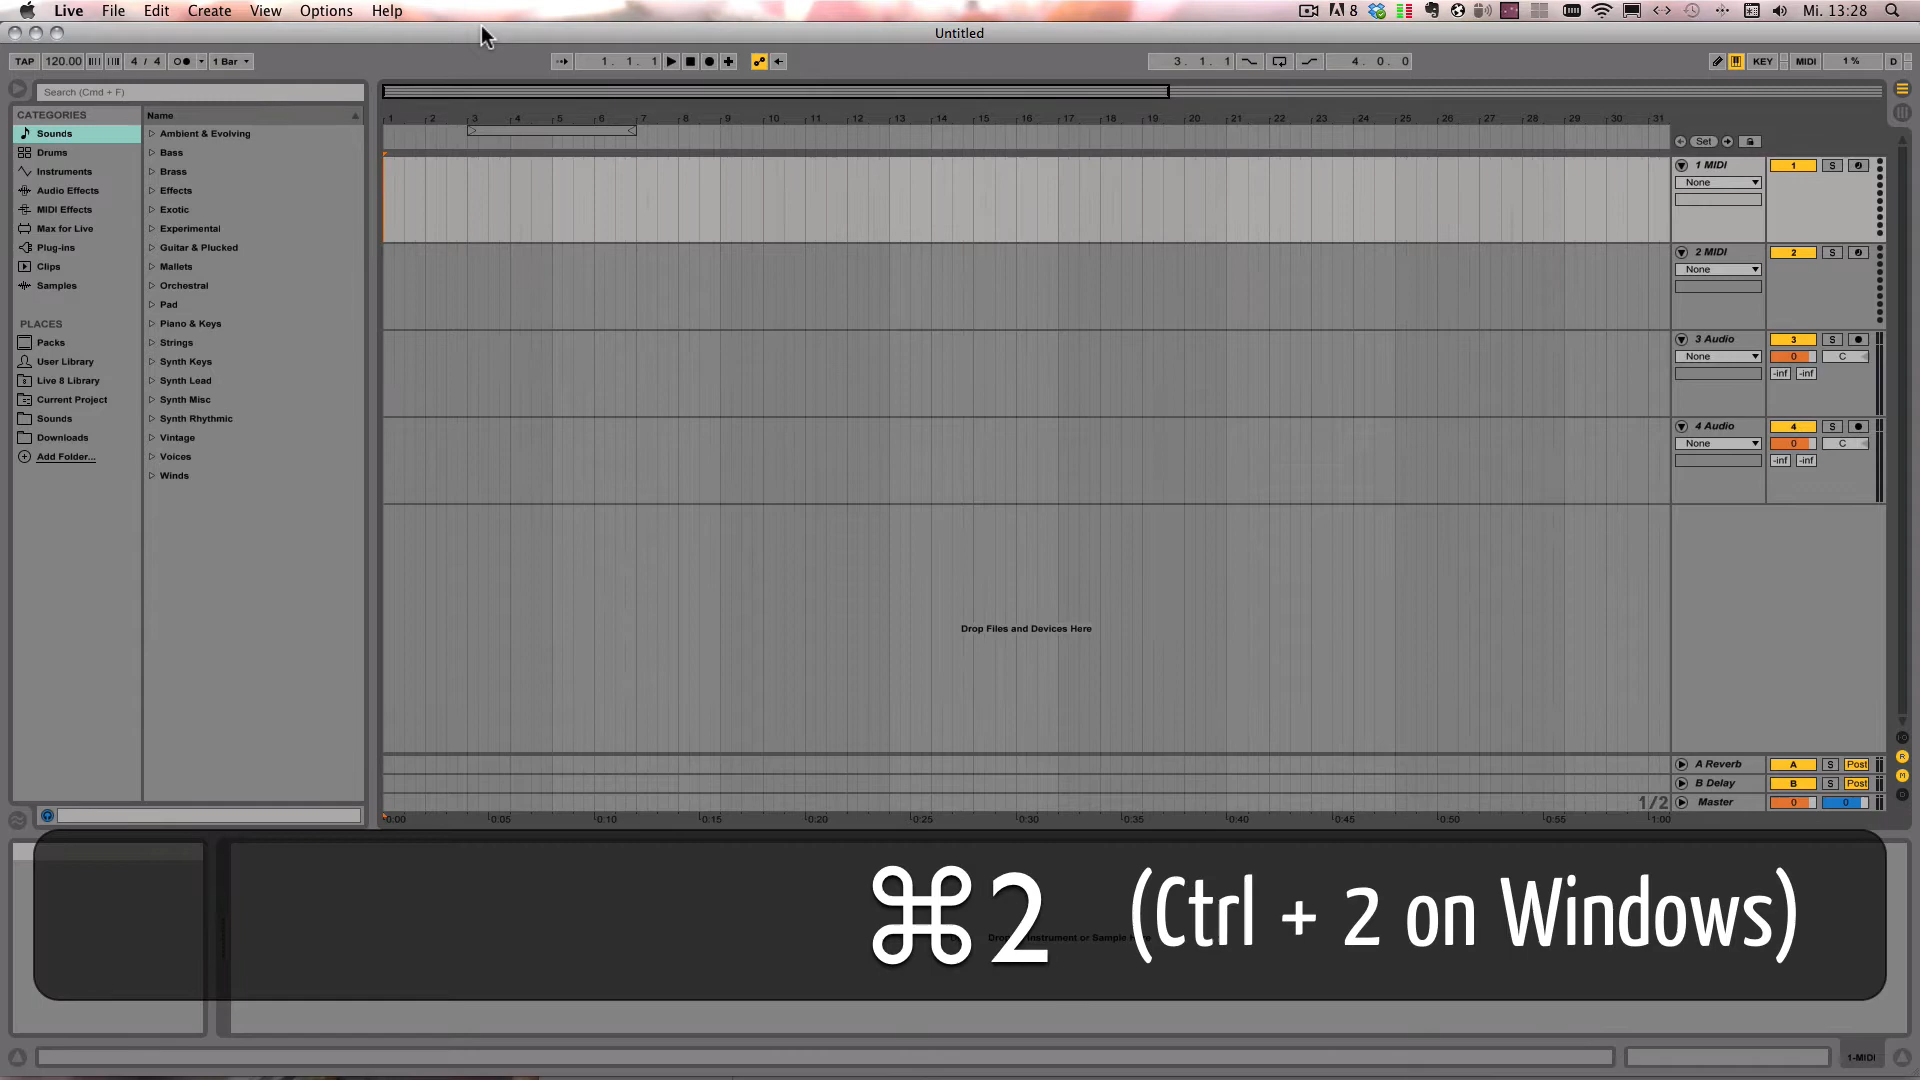 Live File Edit Create View Options Help
8 Mi. 13:28
Untitled
TAP 120.00 4 / 4 1 Bar 1. 1. 1 3. 1. 1 4. 0. 0 KEY MIDI 1 % D
Search (Cmd + F)
CATEGORIES
Sounds
Drums
Instruments
Audio Effects
MIDI Effects
Max for Live
Plug-ins
Clips
Samples
PLACES
Packs
User Library
Live 8 Library
Current Project
Sounds
Downloads
Add Folder...
Name
Ambient & Evolving
Bass
Brass
Effects
Exotic
Experimental
Guitar & Plucked
Mallets
Orchestral
Pad
Piano & Keys
Strings
Synth Keys
Synth Lead
Synth Misc
Synth Rhythmic
Vintage
Voices
Winds
1 2 3 4 5 6 7 8 9 10 11 12 13 14 15 16 17 18 19 20 21 22 23 24 25 26 27 28 29 30 31
Set
1 MIDI 1 S
None
2 MIDI 2 S
None
3 Audio 3 S
None 0 C
-inf -inf
4 Audio 4 S
None 0 C
-inf -inf
Drop Files and Devices Here
A Reverb A S Post
B Delay B S Post
1/2 Master 0 0
0:00 0:05 0:10 0:15 0:20 0:25 0:30 0:35 0:40 0:45 0:50 0:55 1:00
⌘2 (Ctrl + 2 on Windows)
1-MIDI